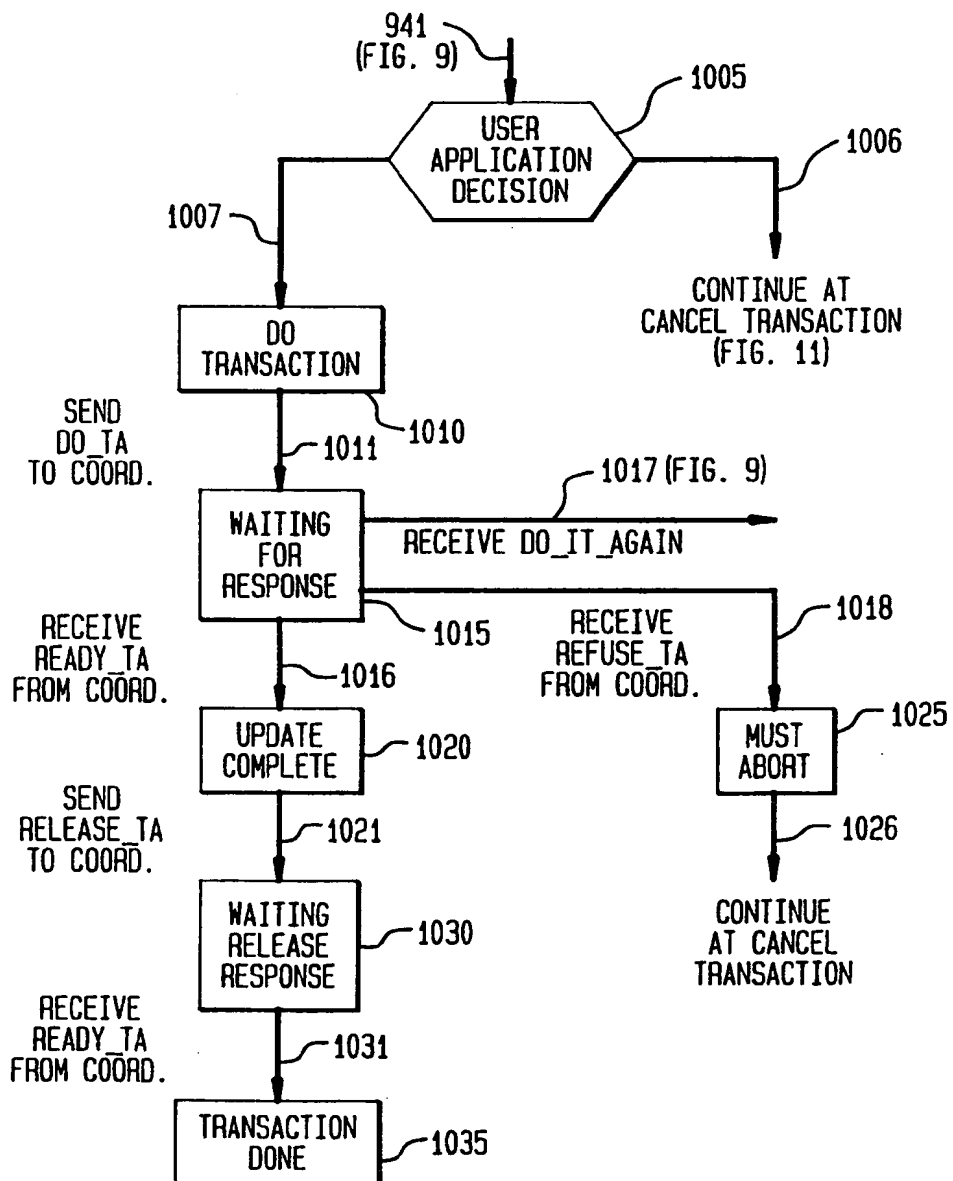 941
(FIG. 9)
1005
USER
APPLICATION
DECISION
1006
1007
CONTINUE AT
CANCEL TRANSACTION
(FIG. 11)
DO
TRANSACTION
1010
SEND
DO_TA
TO COORD.
1011
1017 (FIG. 9)
WAITING
FOR
RESPONSE
RECEIVE DO_IT_AGAIN
1015
1018
RECEIVE
READY_TA
FROM COORD.
1016
RECEIVE
REFUSE_TA
FROM COORD.
UPDATE
COMPLETE
1020
MUST
ABORT
1025
SEND
RELEASE_TA
TO COORD.
1021
1026
WAITING
RELEASE
RESPONSE
1030
CONTINUE
AT CANCEL
TRANSACTION
RECEIVE
READY_TA
FROM COORD.
1031
TRANSACTION
DONE
1035